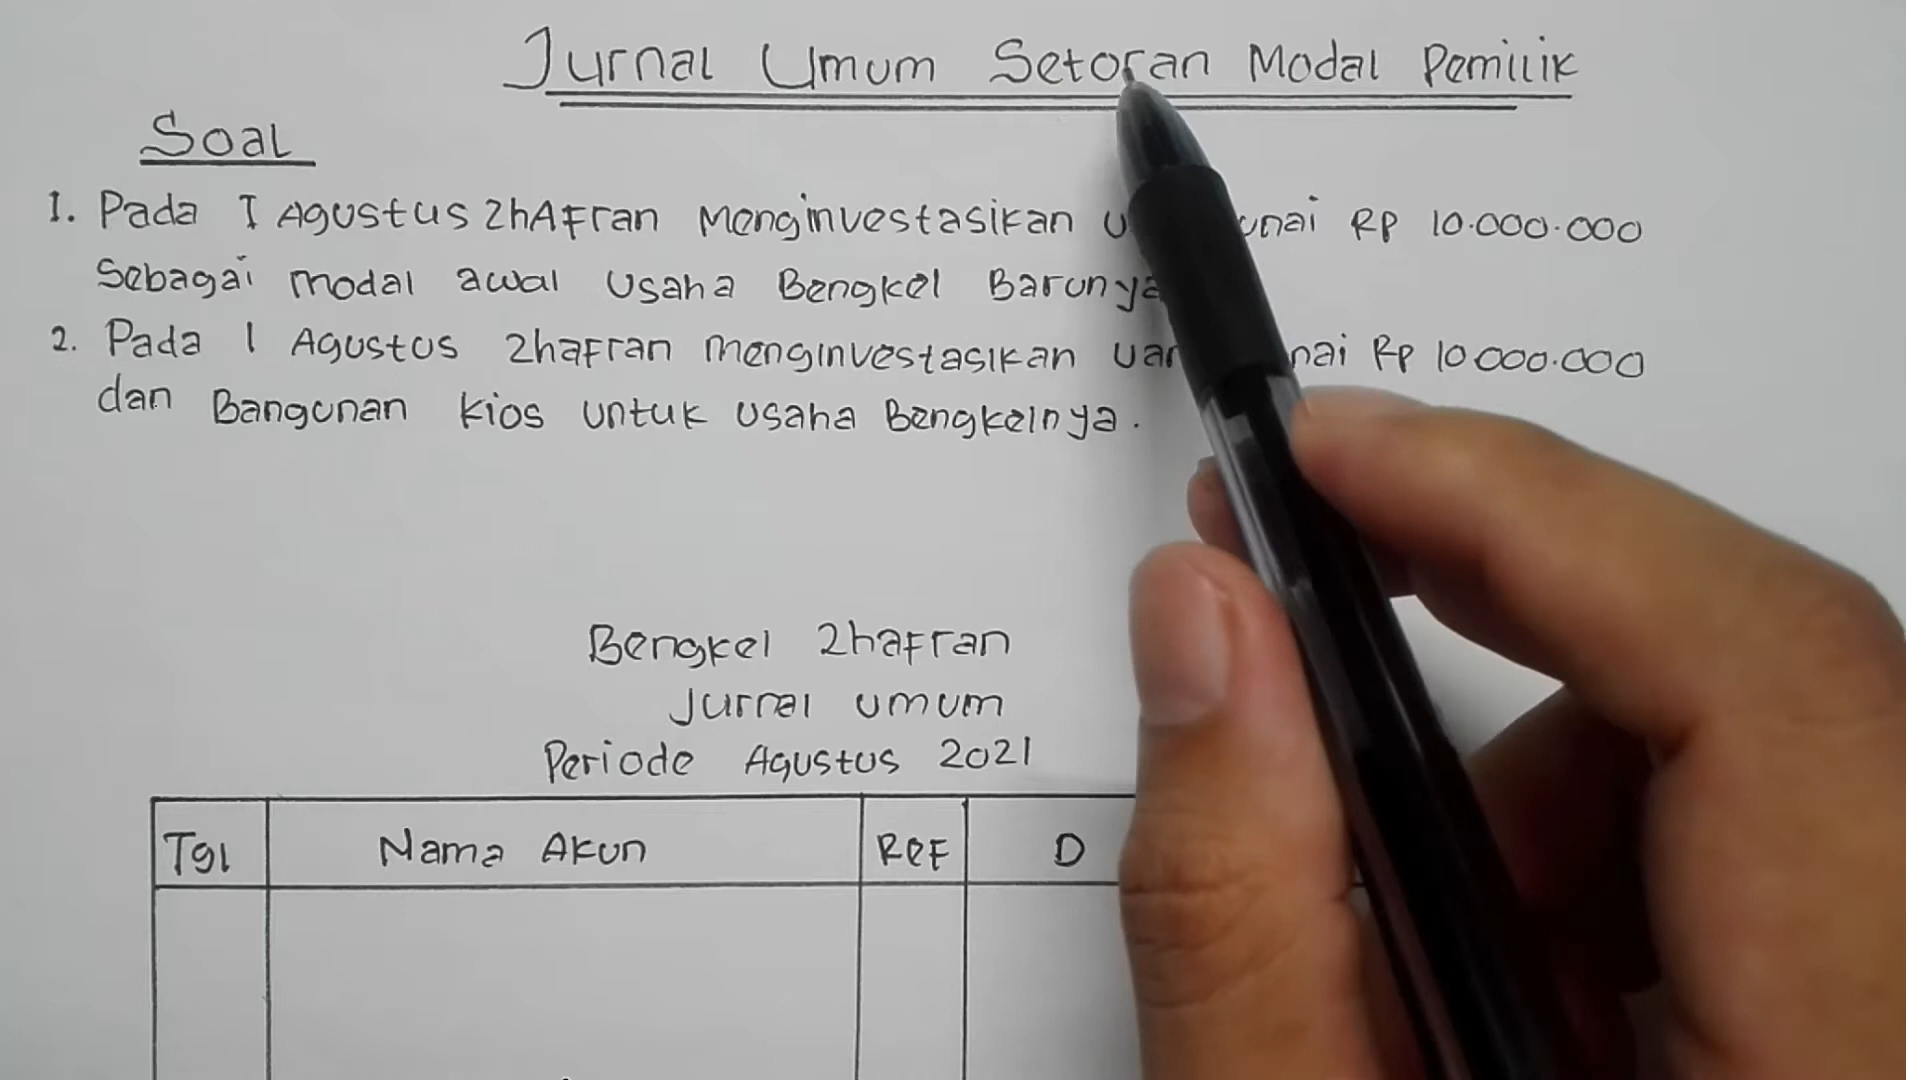 Jurnal Umum Setoran Modal Pemilik
Soal
1. Pada 1 Agustus Zhafran Menginvestasikan Rp 10.000.000
Sebagai modal awal Usaha Bengkel Barunya
2. Pada 1 Agustus Zhafran menginvestasikan Rp 10.000.000
dan Bangunan Kios untuk usaha Bengkelnya.
Bengkel Zhafran
Jurnal umum
Periode Agustus 2021
Tgl Nama Akun Ref D